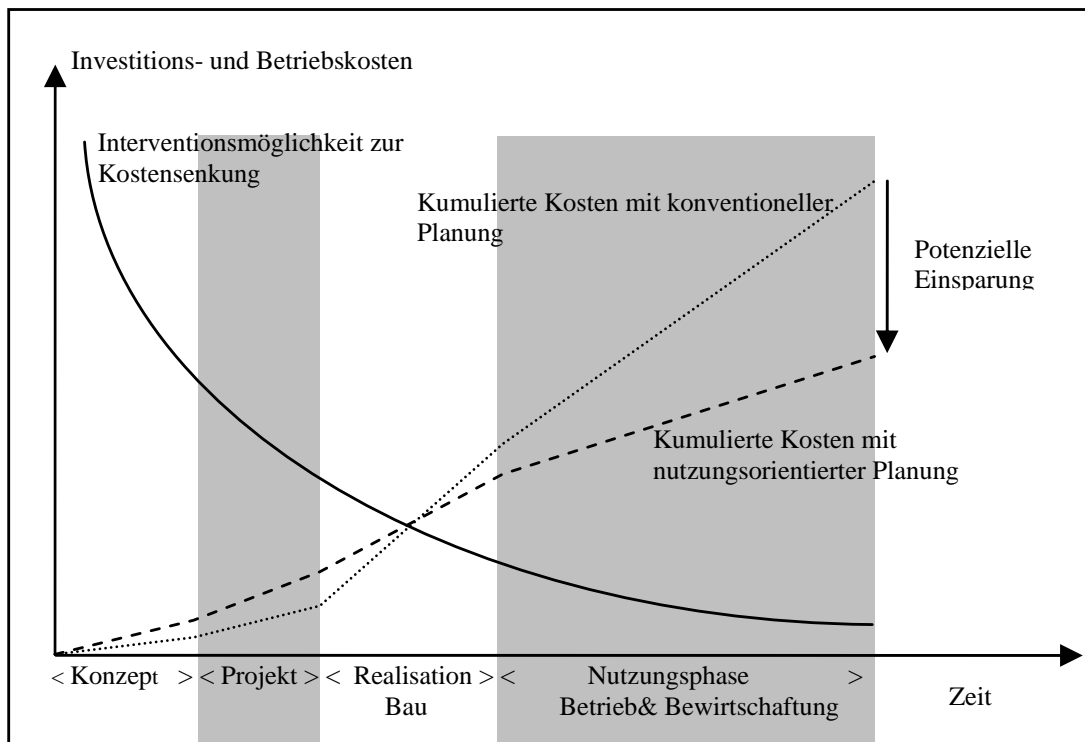 Investitions- und Betriebskosten
Interventionsmöglichkeit zur
Kostensenkung
Kumulierte Kosten mit konventioneller
Planung
Potenzielle
Einsparung
Kumulierte Kosten mit
nutzungsorientierter Planung
< Konzept > < Projekt > < Realisation > < Nutzungsphase >
Bau Betrieb& Bewirtschaftung
Zeit